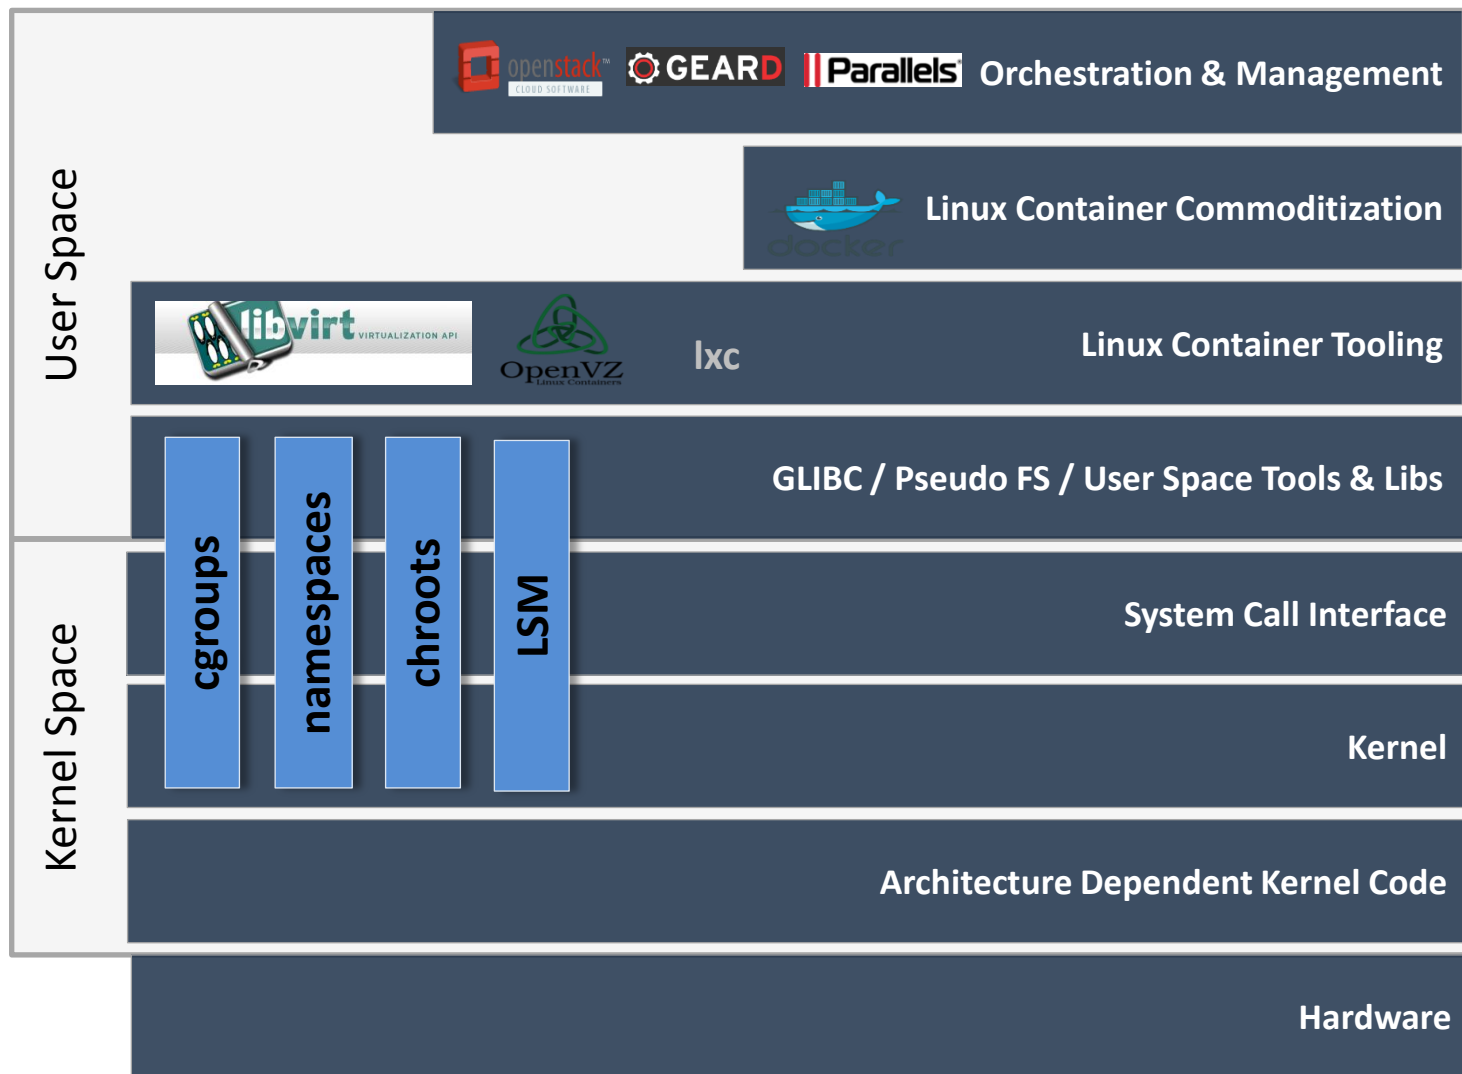 openstack™
CLOUD SOFTWARE
GEARD
Parallels®
Orchestration & Management
docker
Linux Container Commoditization
User Space
libvirt VIRTUALIZATION API
OpenVZ
Linux Containers
lxc
Linux Container Tooling
GLIBC / Pseudo FS / User Space Tools & Libs
cgroups
namespaces
chroots
LSM
Kernel Space
System Call Interface
Kernel
Architecture Dependent Kernel Code
Hardware